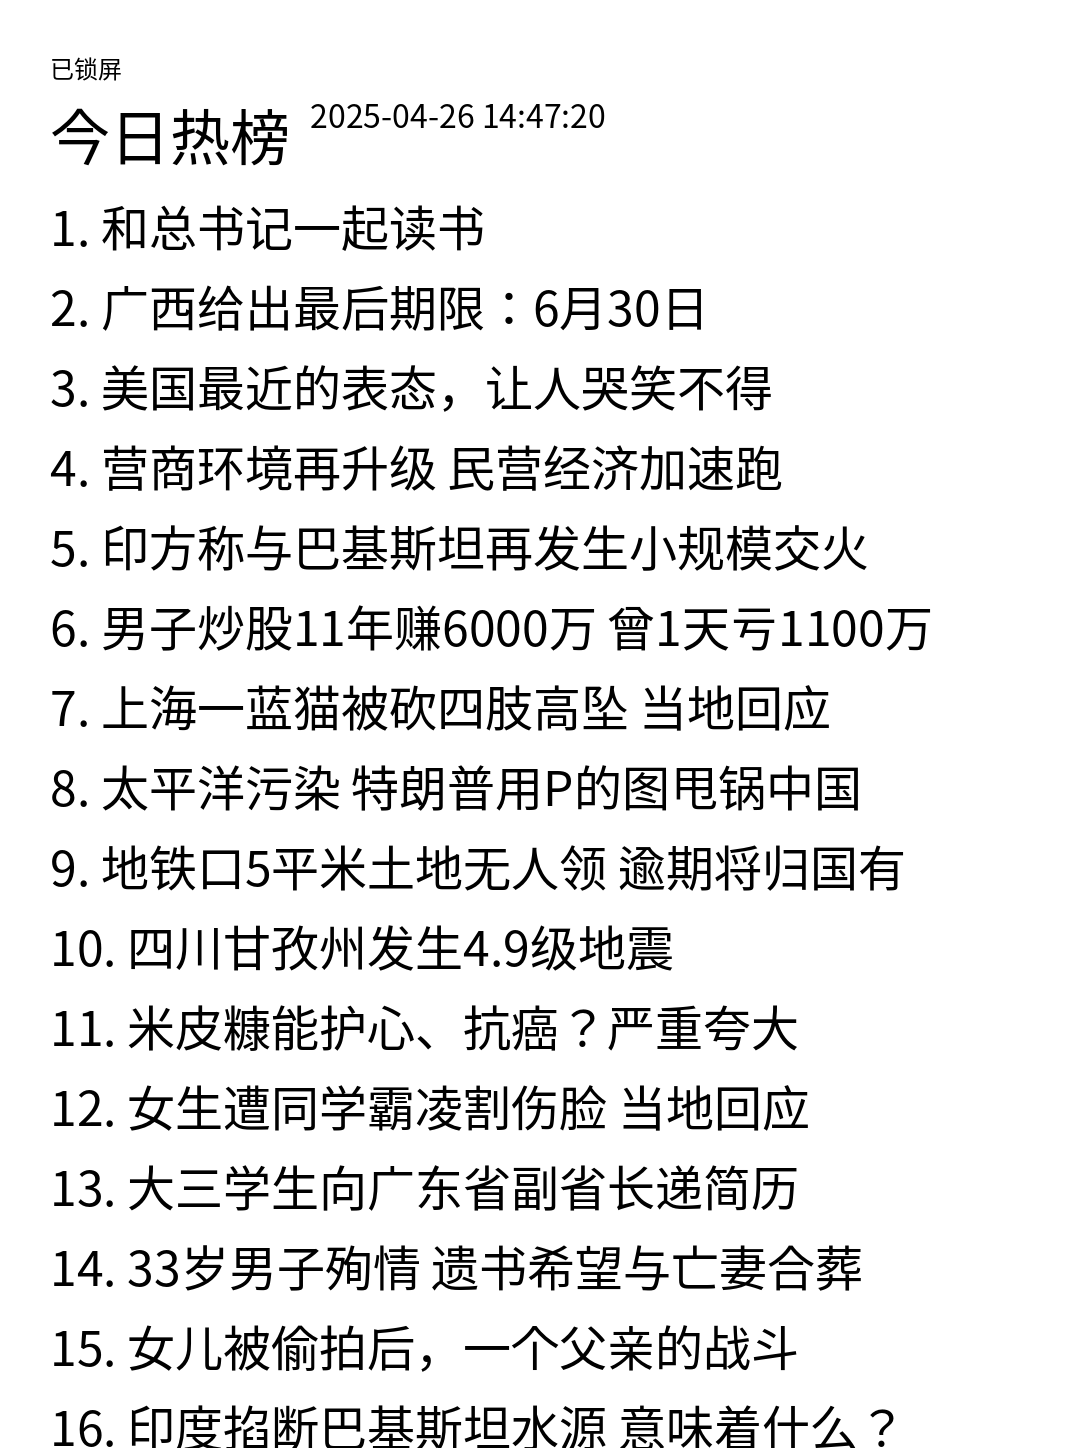 已锁屏
今日热榜 2025-04-26 14:47:20
1. 和总书记一起读书
2. 广西给出最后期限：6月30日
3. 美国最近的表态，让人哭笑不得
4. 营商环境再升级 民营经济加速跑
5. 印方称与巴基斯坦再发生小规模交火
6. 男子炒股11年赚6000万 曾1天亏1100万
7. 上海一蓝猫被砍四肢高坠 当地回应
8. 太平洋污染 特朗普用P的图甩锅中国
9. 地铁口5平米土地无人领 逾期将归国有
10. 四川甘孜州发生4.9级地震
11. 米皮糠能护心、抗癌？严重夸大
12. 女生遭同学霸凌割伤脸 当地回应
13. 大三学生向广东省副省长递简历
14. 33岁男子殉情 遗书希望与亡妻合葬
15. 女儿被偷拍后，一个父亲的战斗
16. 印度掐断巴基斯坦水源 意味着什么？